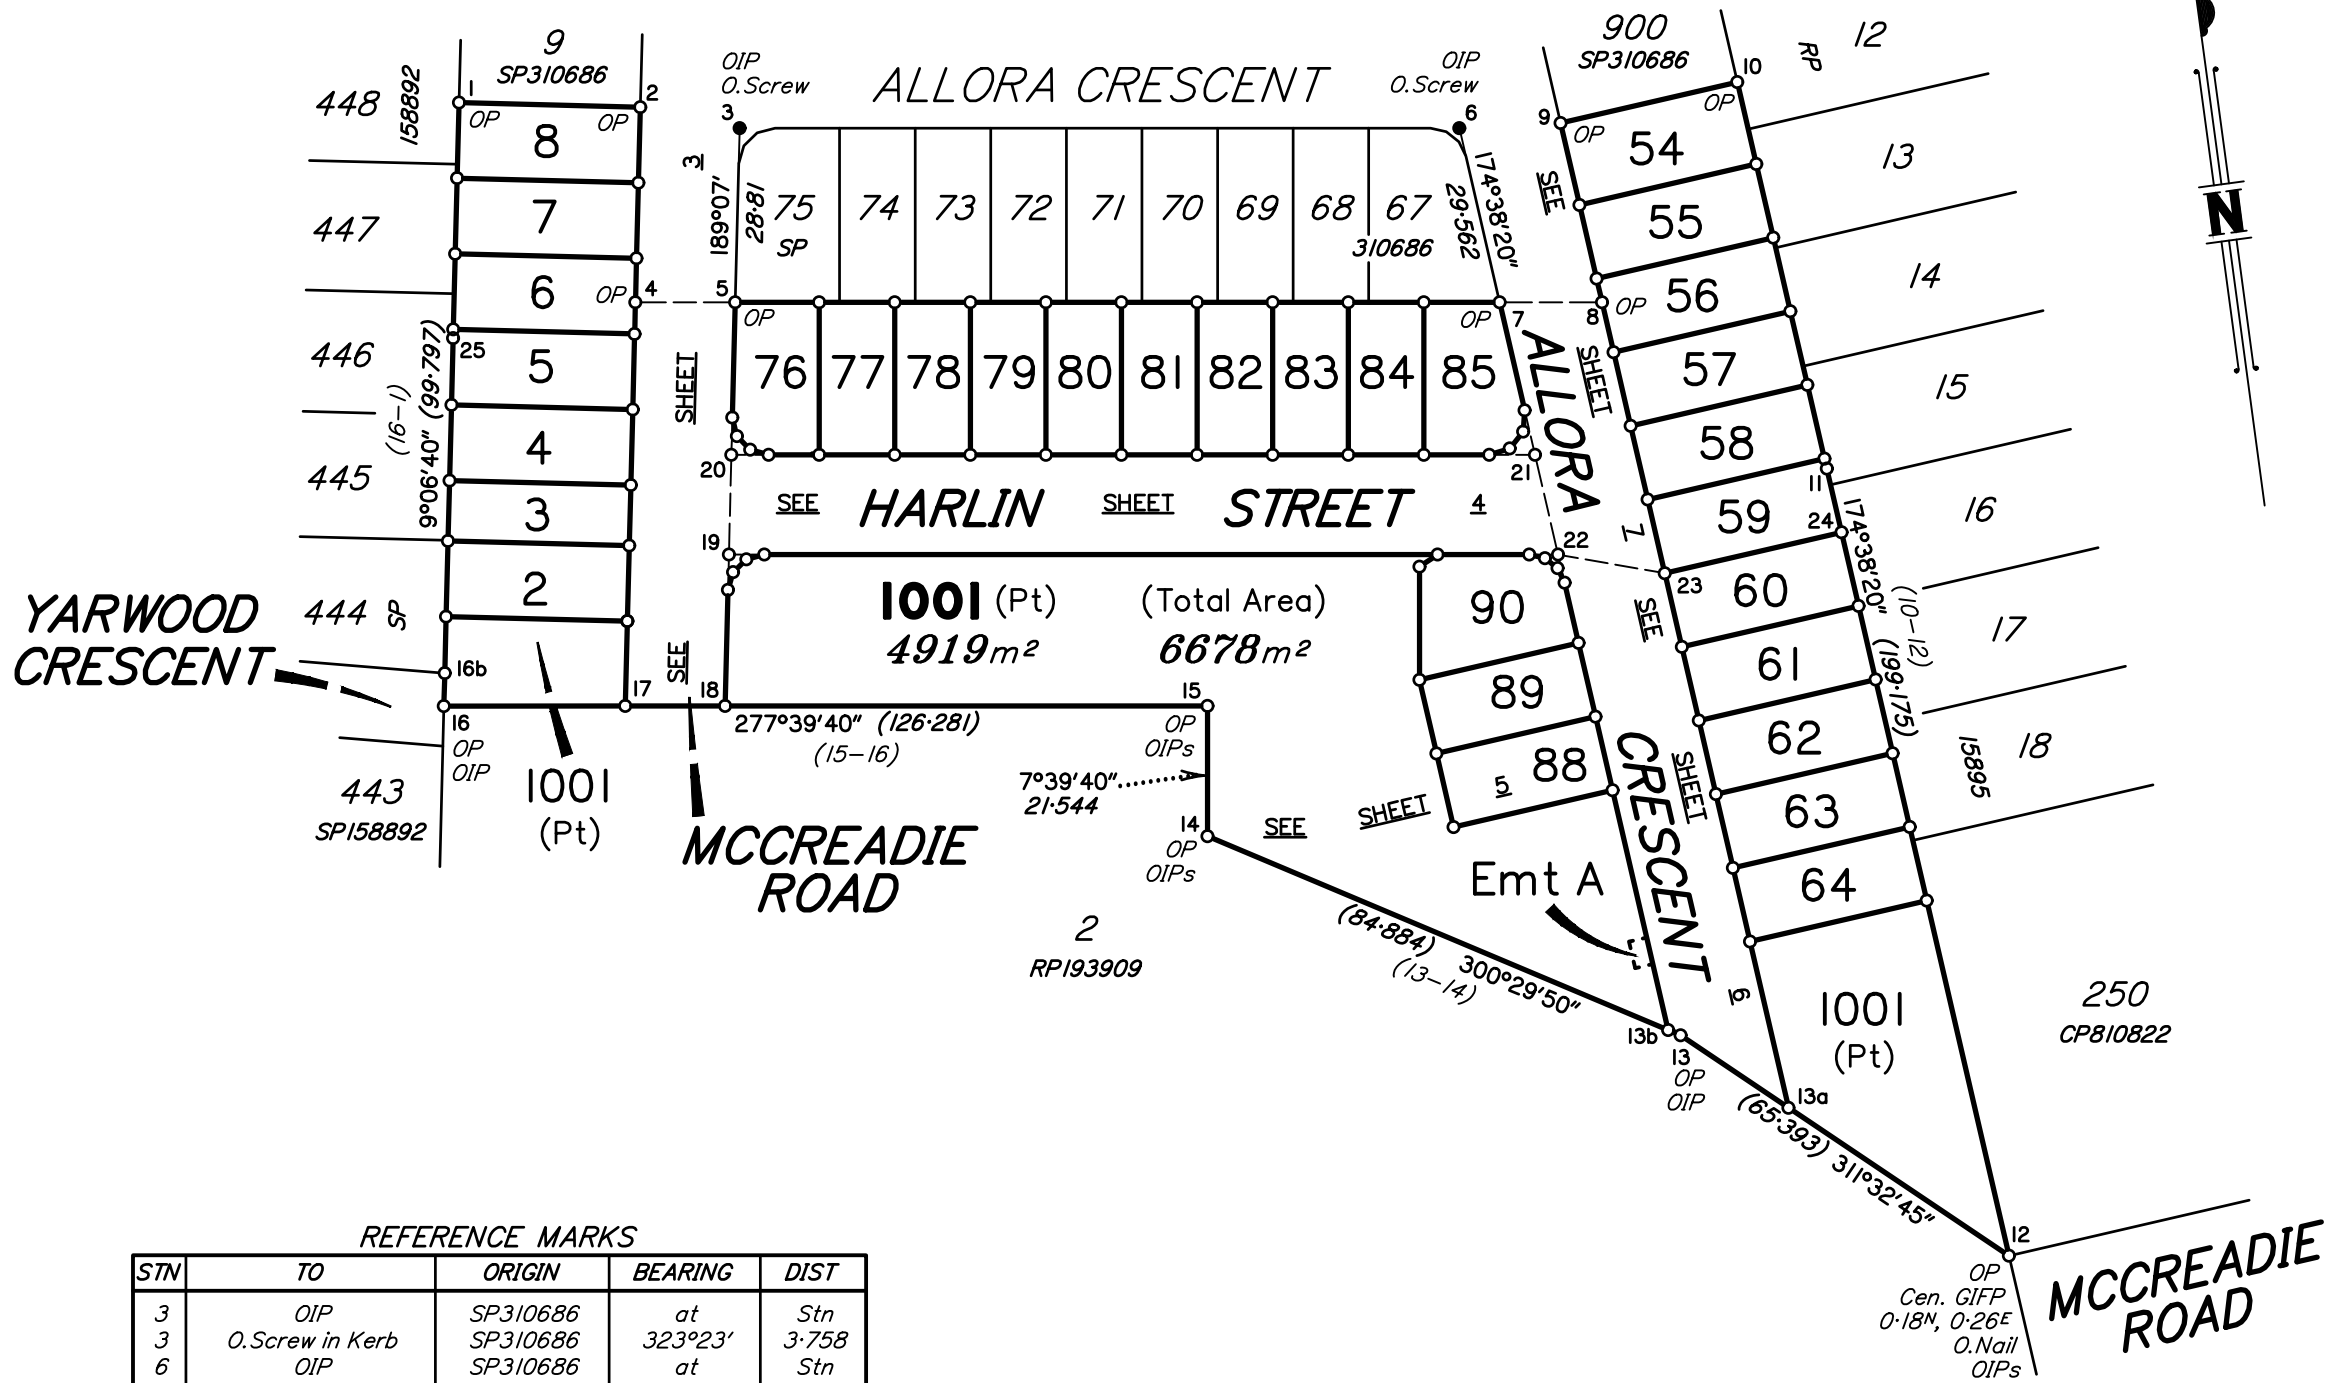 9
SP310686
448
158892
1
2
OP
OP
8
7
447
6
OP
4
25
446
5
(16-1)
9°06'40" (99·797)
4
445
3
444
SP
2
YARWOOD
CRESCENT
16b
16
OP
OIP
17
443
SP158892
1001
(Pt)
OIP
O.Screw
3
ALLORA CRESCENT
OIP
O.Screw
6
3
189°07'
28·81
75
74
73
72
71
70
69
68
67
SP
310686
174°38'20"
29·562
5
OP
OP
7
SHEET
76
77
78
79
80
81
82
83
84
85
20
21
SEE
HARLIN
SHEET
STREET
4
19
22
SEE
18
1001 (Pt)
(Total Area)
4919m²
6678m²
15
277°39'40" (126·281)
(15-16)
OP
OIPs
7°39'40"
21·544
14
OP
OIPs
MCCREADIE
ROAD
2
RP193909
90
89
88
5
SEE
SHEET
Emt A
(84·884)
300°29'50"
(13-14)
13b
13
OP
OIP
900
SP310686
10
RP
12
9
OP
OP
54
SEE
13
55
56
OP
8
14
57
SHEET
ALLORA
58
15
11
59
24
174°38'20" (199·175)
(10-12)
16
7
23
60
17
SEE
61
62
18
15895
CRESCENT
SHEET
63
64
6
1001
(Pt)
250
CP810822
13a
(65·393) 311°32'45"
12
OP
Cen. GIFP
0·18N, 0·26E
O.Nail
OIPs
MCCREADIE
ROAD
N
REFERENCE MARKS
STN TO ORIGIN BEARING DIST
3 OIP SP310686 at Stn
3 O.Screw in Kerb SP310686 323°23' 3·758
6 OIP SP310686 at Stn